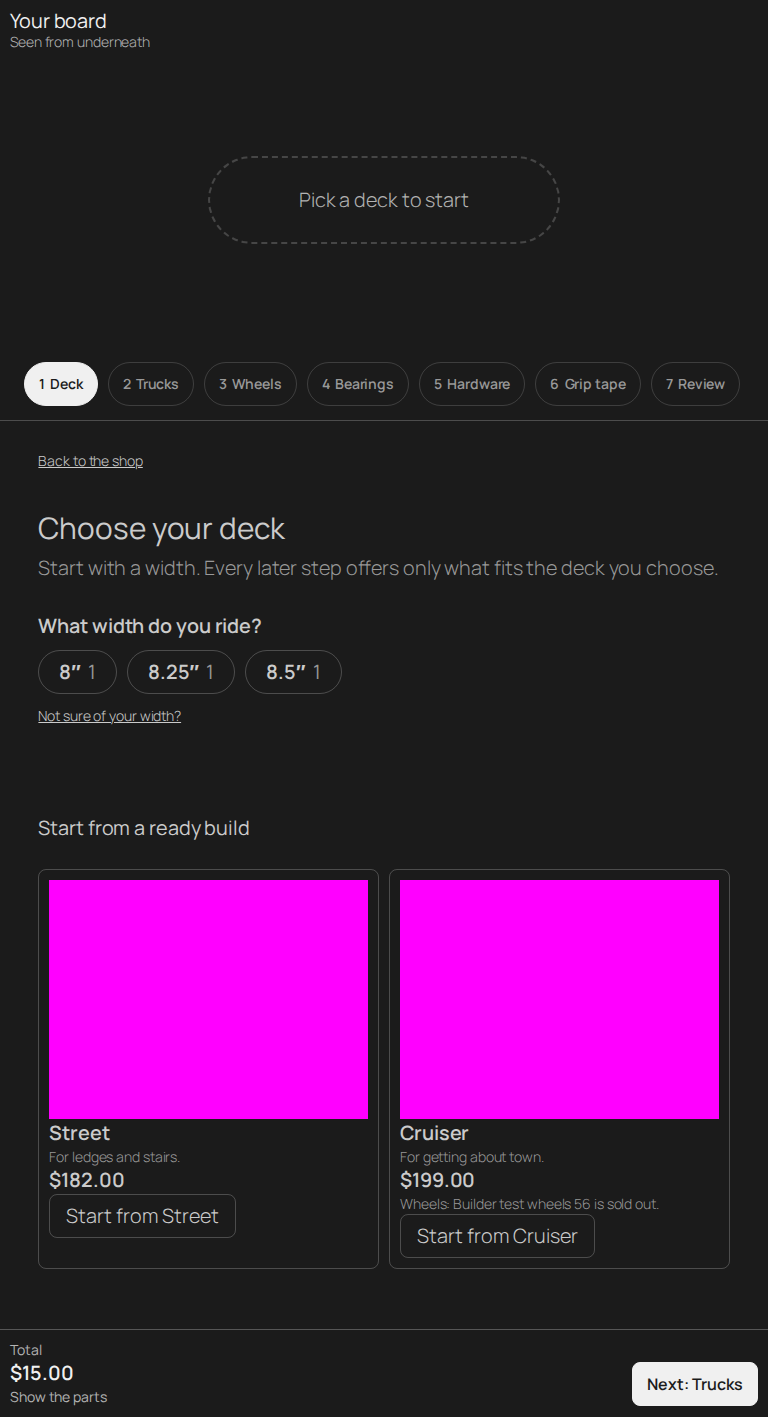 Your board
Seen from underneath
Pick a deck to start
1 Deck
2 Trucks
3 Wheels
4 Bearings
5 Hardware
6 Grip tape
7 Review
Back to the shop
Choose your deck
Start with a width. Every later step offers only what fits the deck you choose.
What width do you ride?
8″ 1
8.25″ 1
8.5″ 1
Not sure of your width?
Start from a ready build
Street
For ledges and stairs.
$182.00
Start from Street
Cruiser
For getting about town.
$199.00
Wheels: Builder test wheels 56 is sold out.
Start from Cruiser
Total
$15.00
Show the parts
Next: Trucks